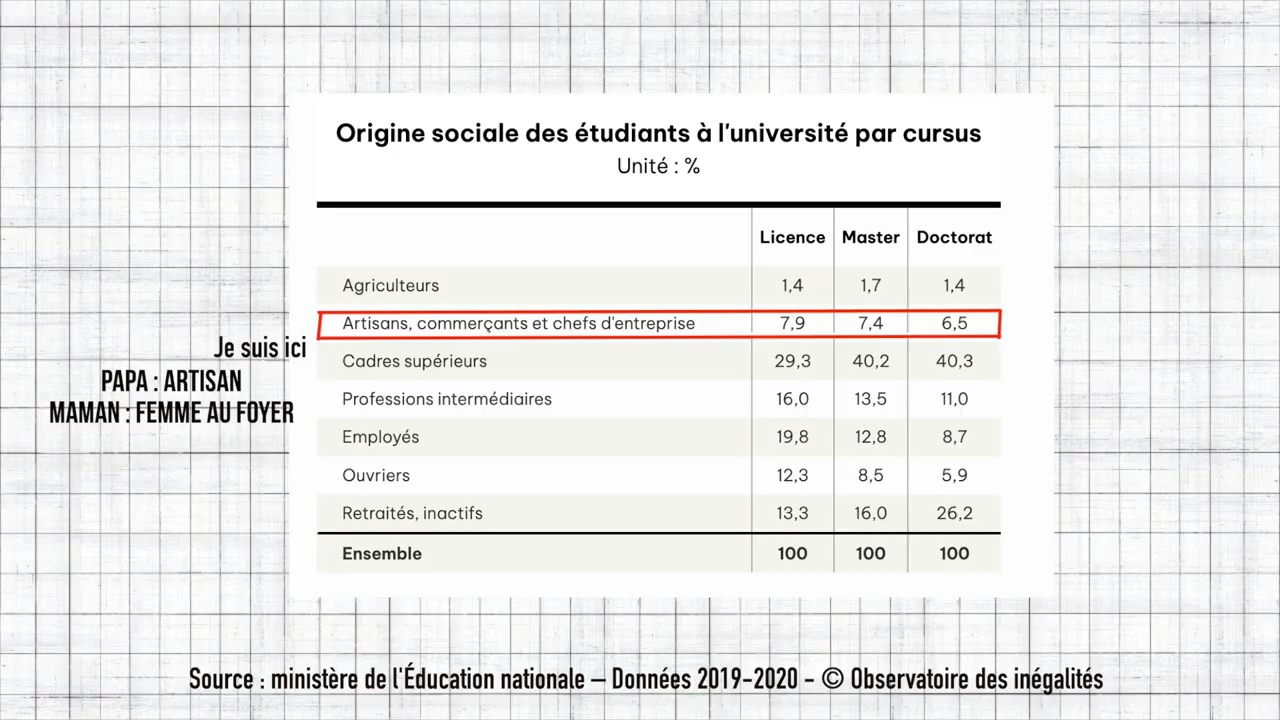 Origine sociale des étudiants à l'université par cursus
Unité : %
Licence Master Doctorat
Agriculteurs 1,4 1,7 1,4
Artisans, commerçants et chefs d'entreprise 7,9 7,4 6,5
Je suis ici
PAPA : ARTISAN
MAMAN : FEMME AU FOYER
Cadres supérieurs 29,3 40,2 40,3
Professions intermédiaires 16,0 13,5 11,0
Employés 19,8 12,8 8,7
Ouvriers 12,3 8,5 5,9
Retraités, inactifs 13,3 16,0 26,2
Ensemble 100 100 100
Source : ministère de l'Éducation nationale – Données 2019-2020 - © Observatoire des inégalités